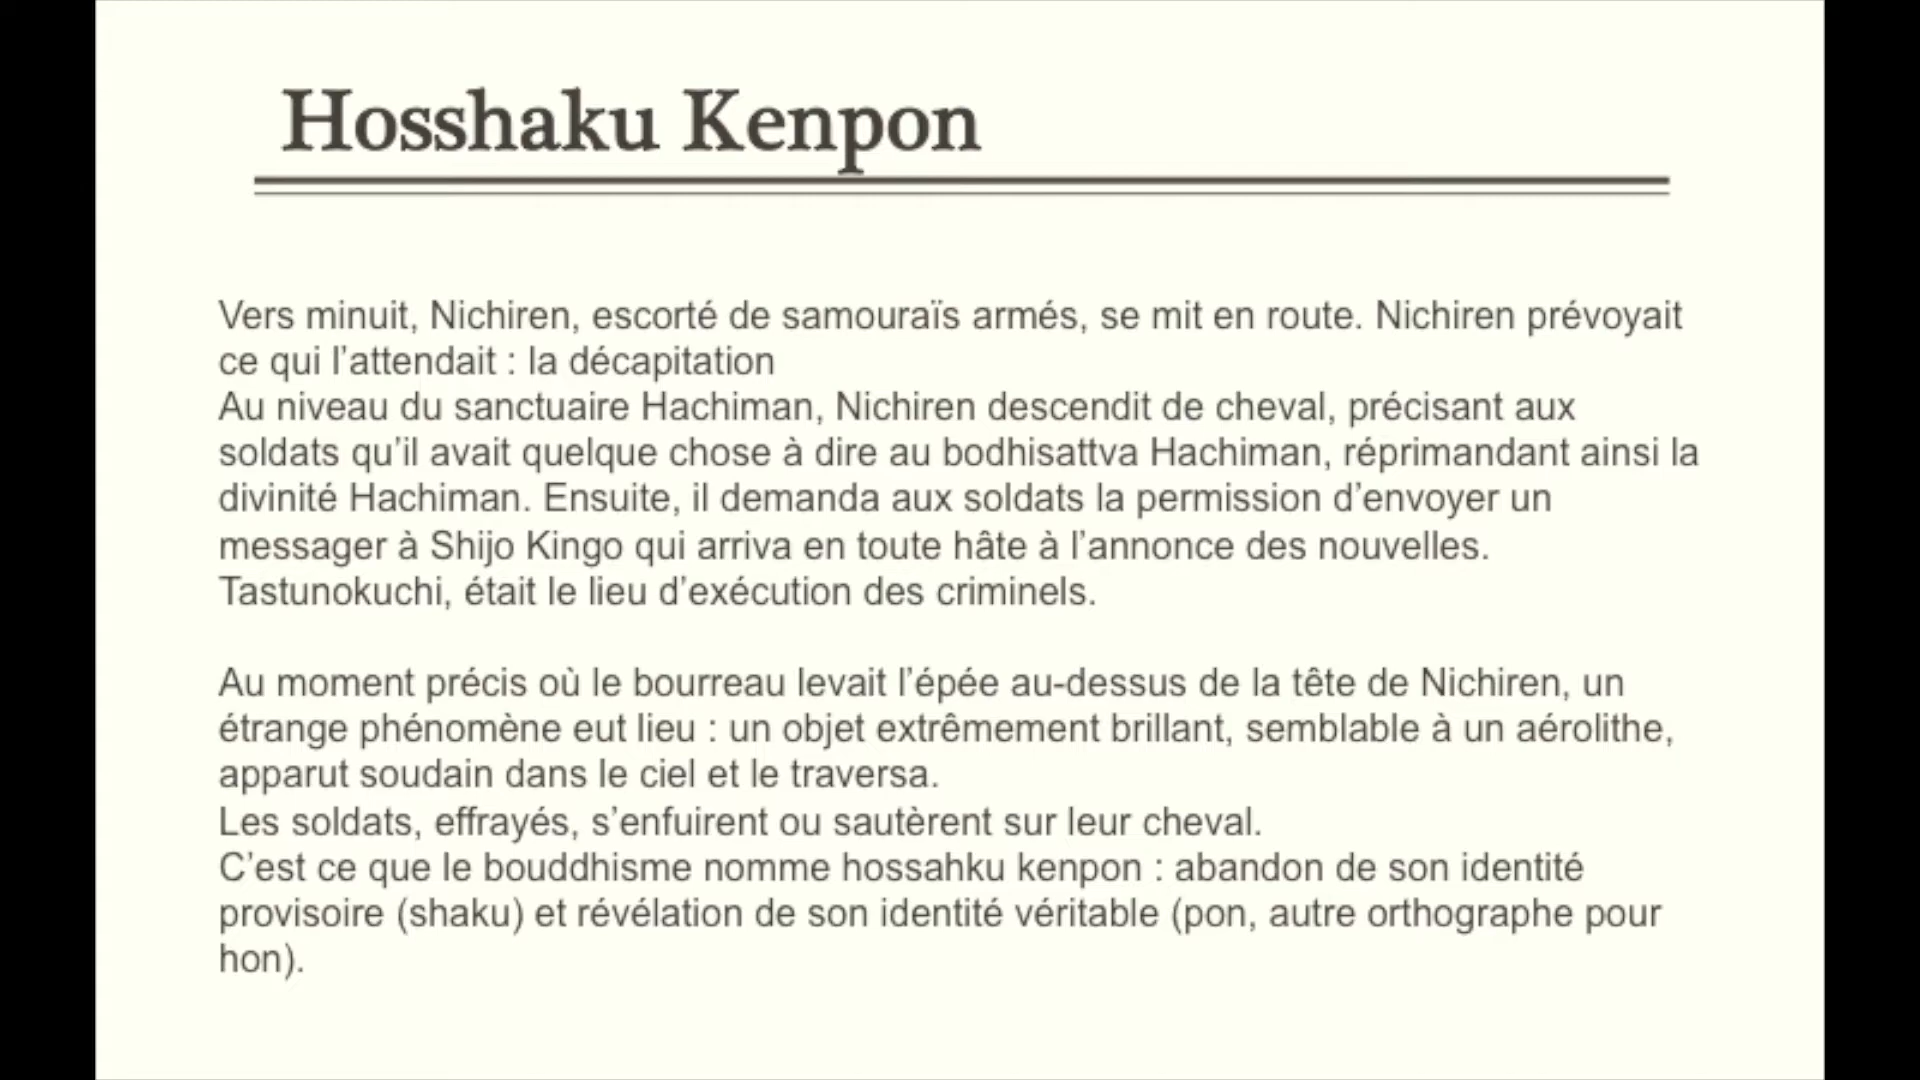 Hosshaku Kenpon
Vers minuit, Nichiren, escorté de samouraïs armés, se mit en route. Nichiren prévoyait
ce qui l’attendait : la décapitation
Au niveau du sanctuaire Hachiman, Nichiren descendit de cheval, précisant aux
soldats qu’il avait quelque chose à dire au bodhisattva Hachiman, réprimandant ainsi la
divinité Hachiman. Ensuite, il demanda aux soldats la permission d’envoyer un
messager à Shijo Kingo qui arriva en toute hâte à l’annonce des nouvelles.
Tastunokuchi, était le lieu d’exécution des criminels.
Au moment précis où le bourreau levait l’épée au-dessus de la tête de Nichiren, un
étrange phénomène eut lieu : un objet extrêmement brillant, semblable à un aérolithe,
apparut soudain dans le ciel et le traversa.
Les soldats, effrayés, s’enfuirent ou sautèrent sur leur cheval.
C’est ce que le bouddhisme nomme hossahku kenpon : abandon de son identité
provisoire (shaku) et révélation de son identité véritable (pon, autre orthographe pour
hon).